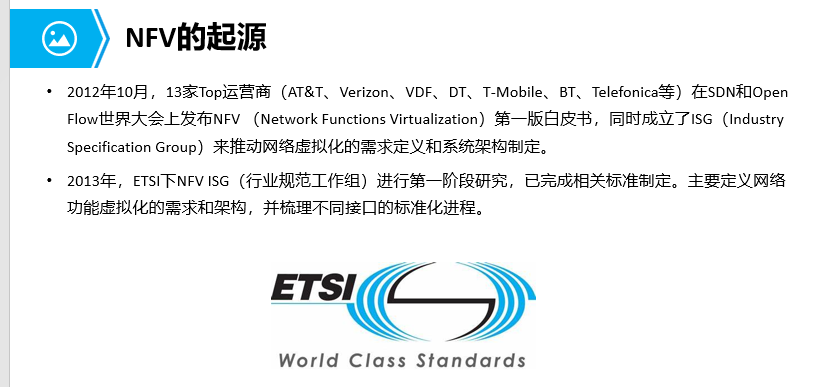 NFV的起源
• 2012年10月，13家Top运营商（AT&T、Verizon、VDF、DT、T-Mobile、BT、Telefonica等）在SDN和Open
Flow世界大会上发布NFV （Network Functions Virtualization）第一版白皮书，同时成立了ISG（Industry
Specification Group）来推动网络虚拟化的需求定义和系统架构制定。
• 2013年，ETSI下NFV ISG（行业规范工作组）进行第一阶段研究，已完成相关标准制定。主要定义网络
功能虚拟化的需求和架构，并梳理不同接口的标准化进程。
ETSI
World Class Standards